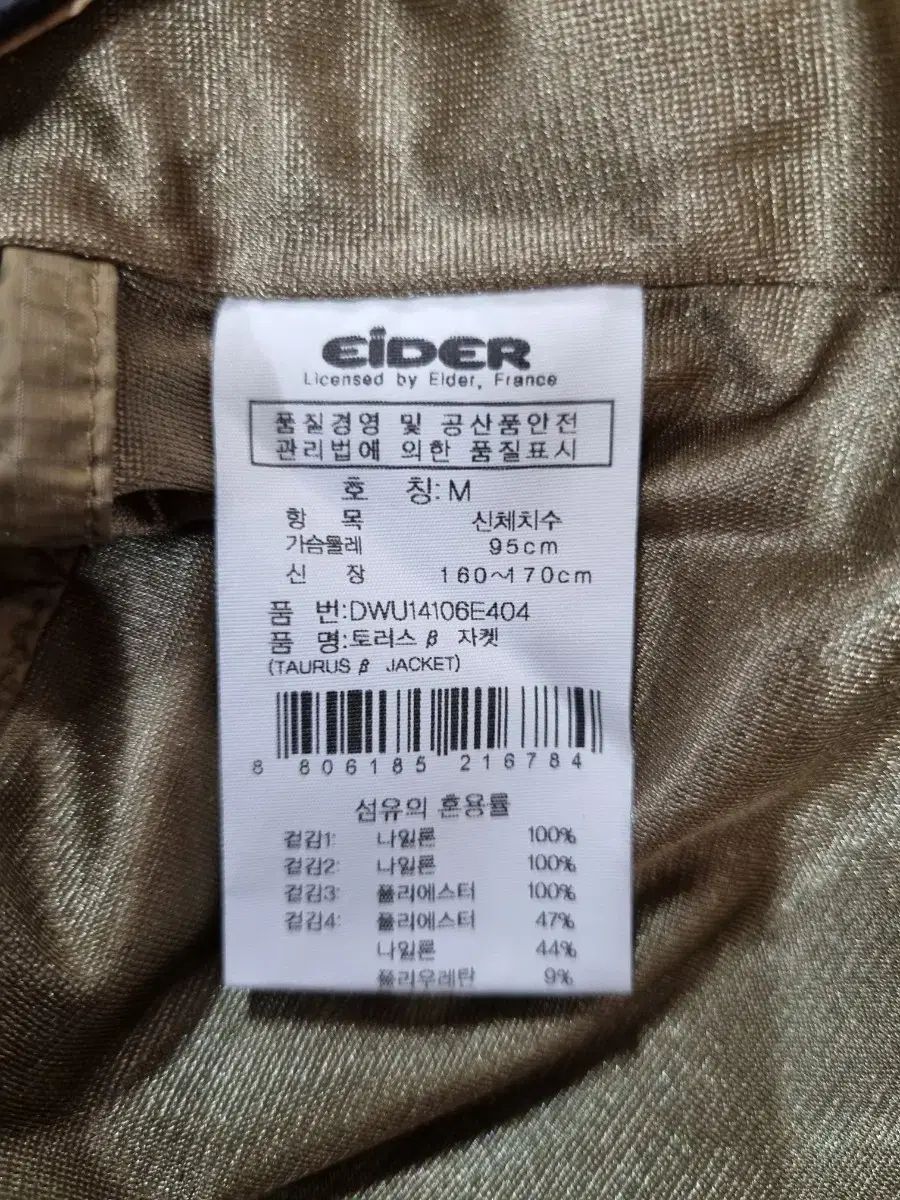 EiDER
Licensed by Eider, France
품질경영 및 공산품안전
관리법에 의한 품질표시
호 칭: M
항 목 신체치수
가슴둘레 95cm
신 장 160~170cm
품 번:DWU14106E404
품 명:토러스 β 자켓
(TAURUS β JACKET)
8 806185 216784
섬유의 혼용률
겉감1: 나일론 100%
겉감2: 나일론 100%
겉감3: 폴리에스터 100%
겉감4: 폴리에스터 47%
나일론 44%
폴리우레탄 9%